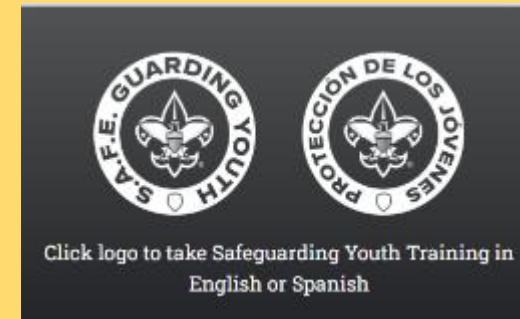 S.A.F.E. GUARDING YOUTH
PROTECCIÓN DE LOS JÓVENES
Click logo to take Safeguarding Youth Training in
English or Spanish